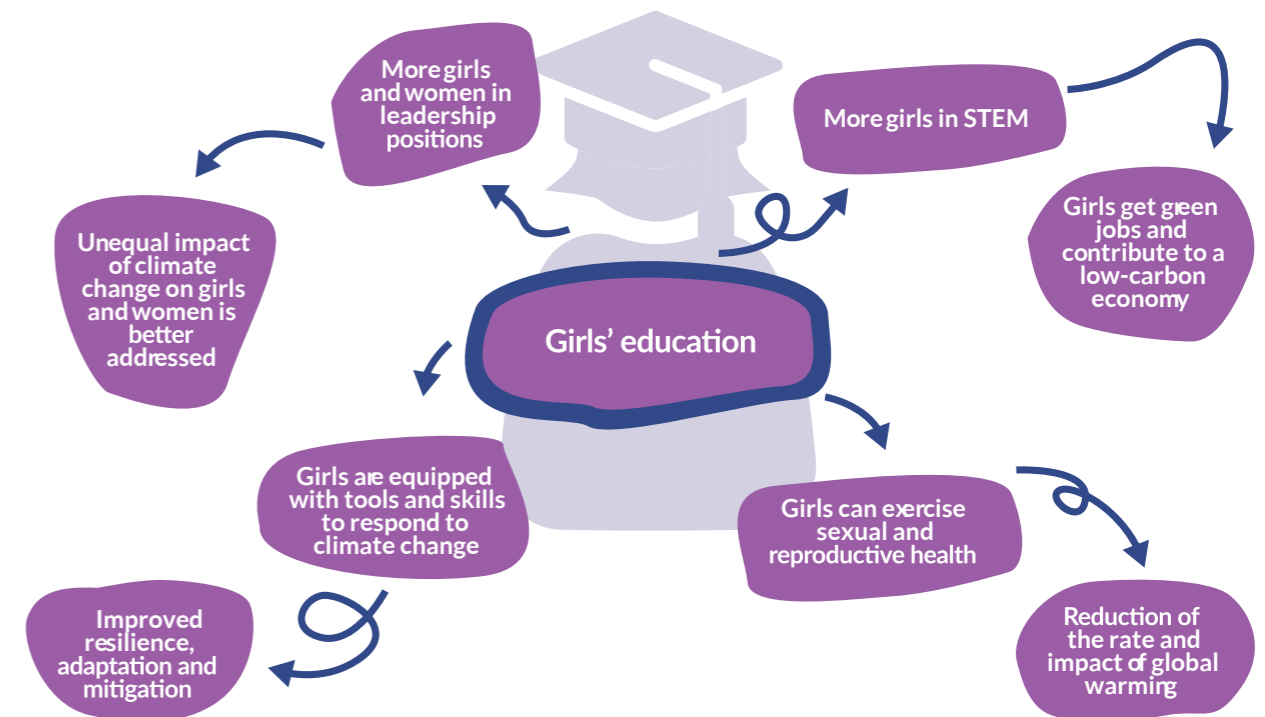 More girls
and women in
leadership
positions
More girls in STEM
Girls get green
jobs and
contribute to a
low-carbon
economy
Unequal impact
of climate
change on girls
and women is
better
addressed
Girls’ education
Girls are equipped
with tools and skills
to respond to
climate change
Girls can exercise
sexual and
reproductive health
Improved
resilience,
adaptation and
mitigation
Reduction of
the rate and
impact of global
warming